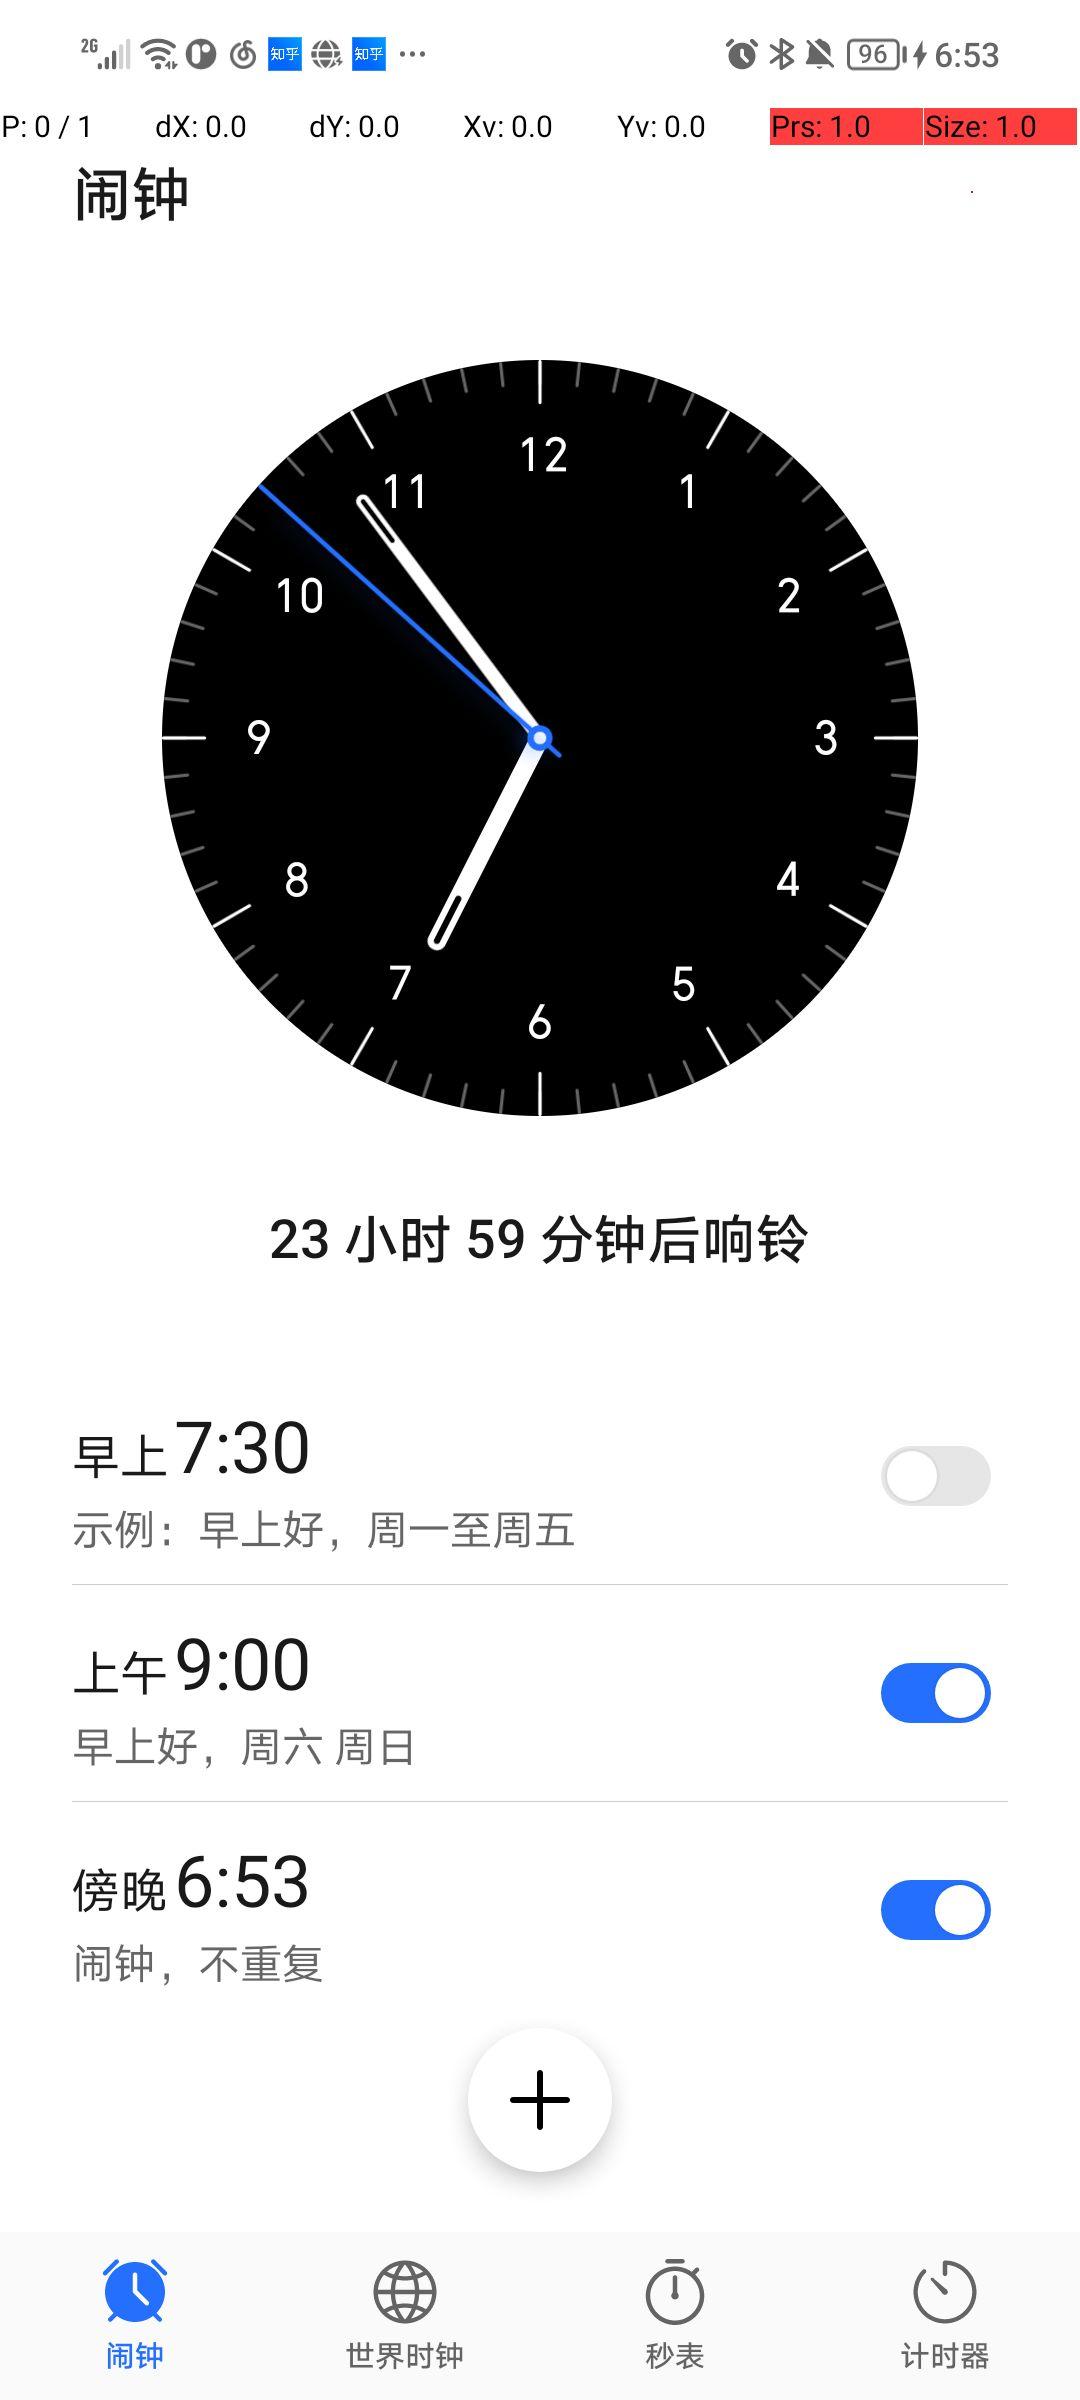 2G 知乎 知乎 ... 96 6:53
P: 0 / 1 dX: 0.0 dY: 0.0 Xv: 0.0 Yv: 0.0 Prs: 1.0 Size: 1.0
闹钟
12
11 1
10 2
9 3
8 4
7 5
6
23 小时 59 分钟后响铃
早上7:30
示例：早上好，周一至周五
上午9:00
早上好，周六 周日
傍晚6:53
闹钟，不重复
闹钟 世界时钟 秒表 计时器